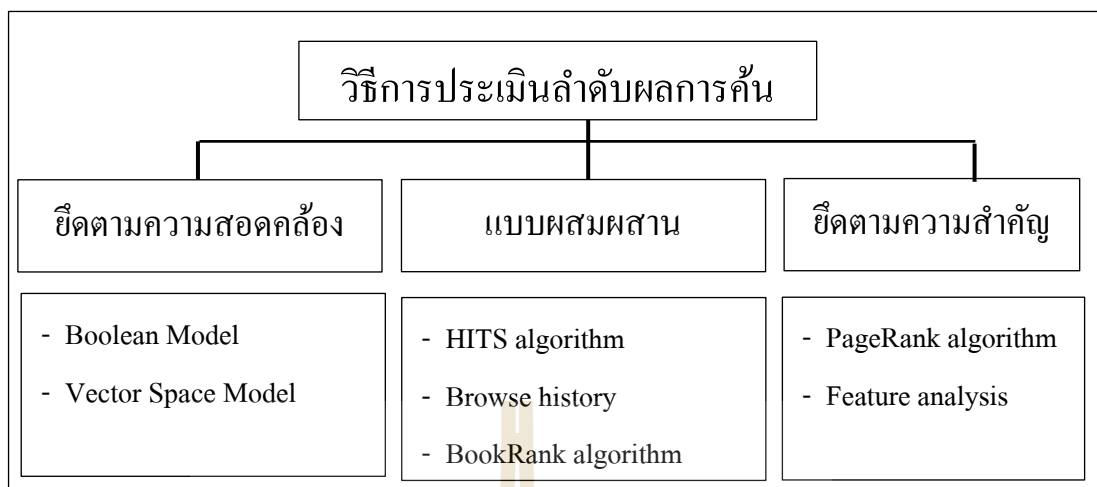 วิธีการประเมินลำดับผลการค้น
ยึดตามความสอดคล้อง
แบบผสมผสาน
ยึดตามความสำคัญ
- Boolean Model
- Vector Space Model
- HITS algorithm
- Browse history
- BookRank algorithm
- PageRank algorithm
- Feature analysis